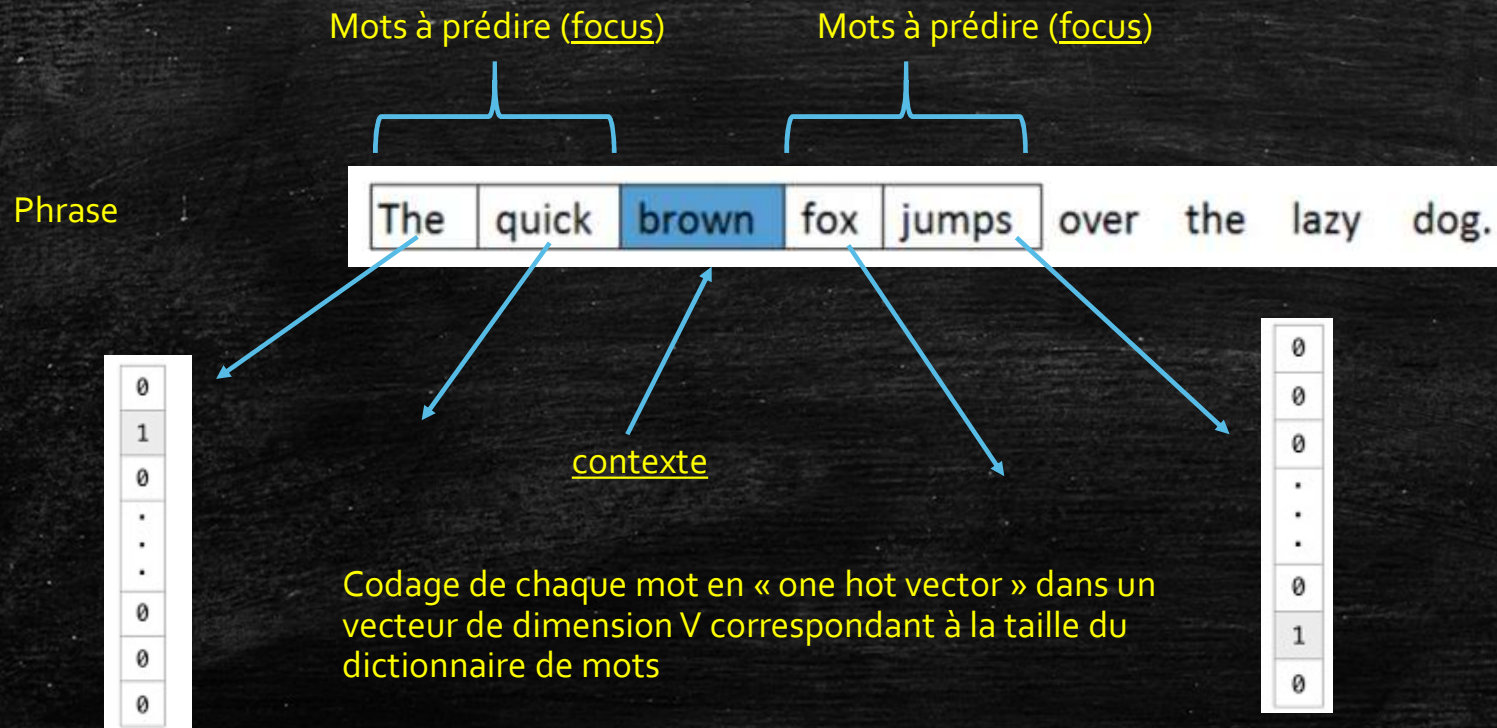 Mots à prédire (focus) Mots à prédire (focus)
Phrase
The quick brown fox jumps over the lazy dog.
contexte
0
1
0
.
.
.
0
0
0
0
0
0
.
.
.
0
1
0
Codage de chaque mot en « one hot vector » dans un
vecteur de dimension V correspondant à la taille du
dictionnaire de mots